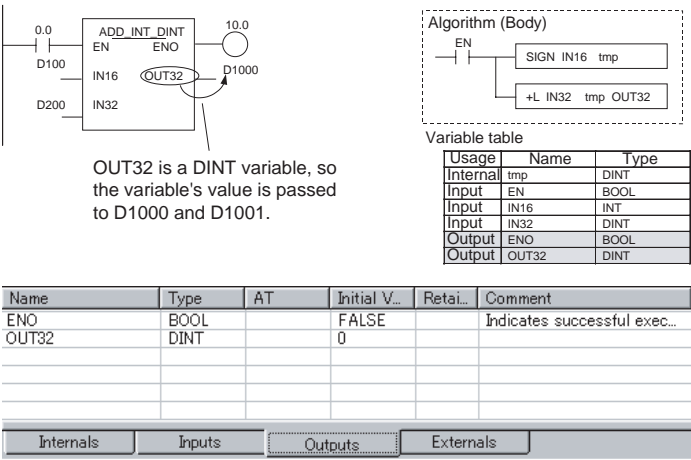 0.0
ADD_INT_DINT
10.0
EN ENO
D100
IN16 OUT32
D1000
D200 IN32
OUT32 is a DINT variable, so
the variable's value is passed
to D1000 and D1001.
Algorithm (Body)
EN
SIGN IN16 tmp
+L IN32 tmp OUT32
Variable table
Usage Name Type
Internal tmp DINT
Input EN BOOL
Input IN16 INT
Input IN32 DINT
Output ENO BOOL
Output OUT32 DINT
Name Type AT Initial V... Retai... Comment
ENO BOOL FALSE Indicates successful exec...
OUT32 DINT 0
Internals Inputs Outputs Externals